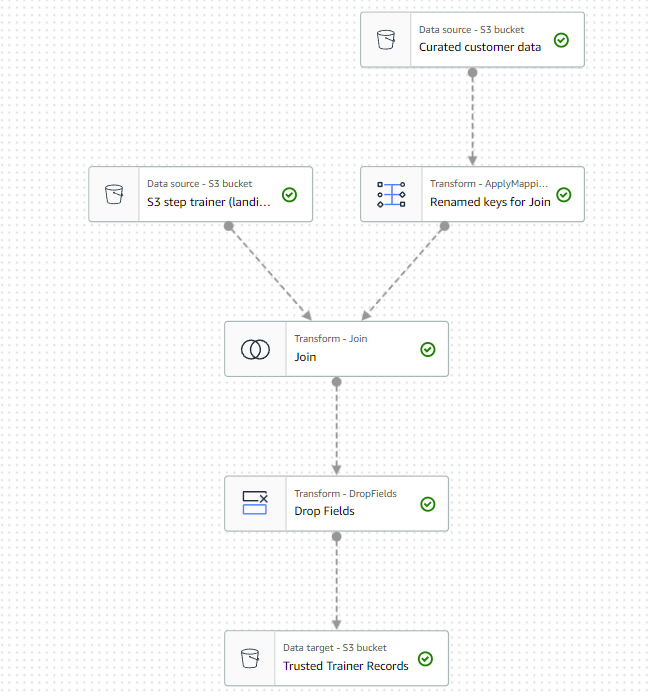 Data source - S3 bucket
Curated customer data
Data source - S3 bucket
S3 step trainer (landi...
Transform - ApplyMappi...
Renamed keys for Join
Transform - Join
Join
Transform - DropFields
Drop Fields
Data target - S3 bucket
Trusted Trainer Records